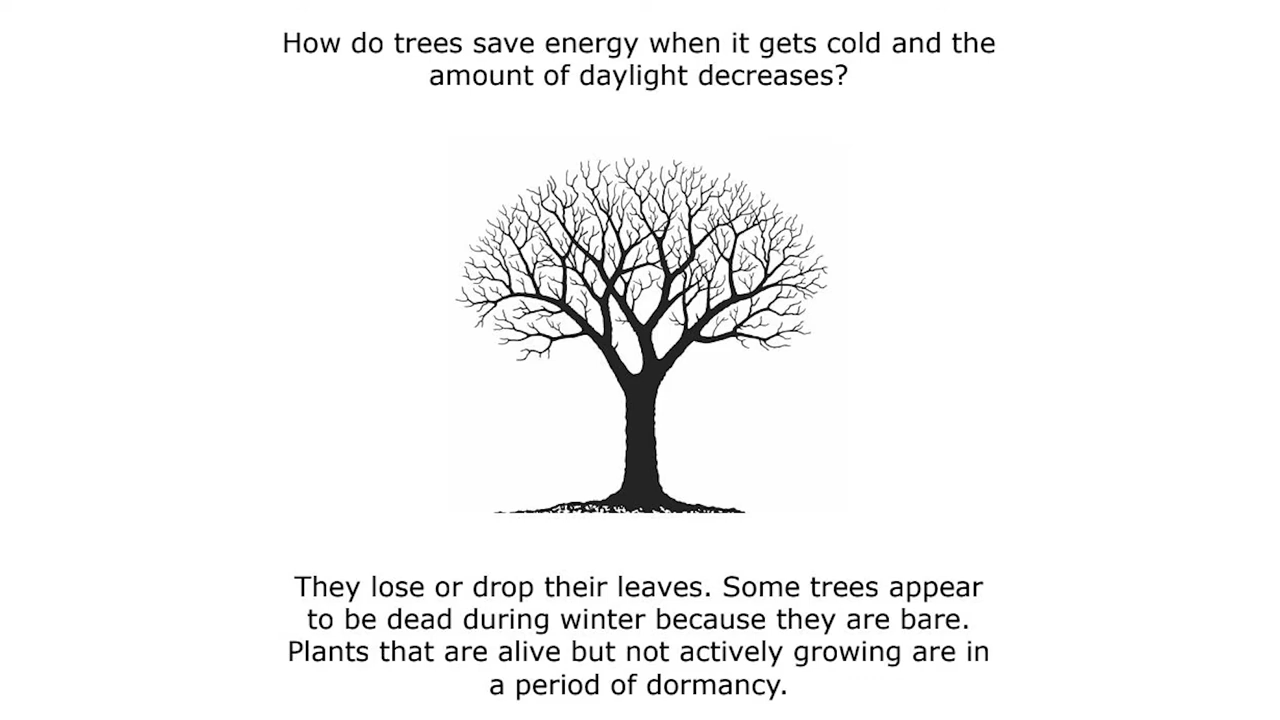 How do trees save energy when it gets cold and the
amount of daylight decreases?
They lose or drop their leaves. Some trees appear
to be dead during winter because they are bare.
Plants that are alive but not actively growing are in
a period of dormancy.